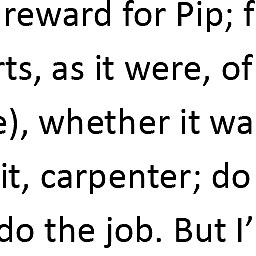 reward for Pip; f
rts, as it were, of
e), whether it wa
it, carpenter; do
do the job. But I’